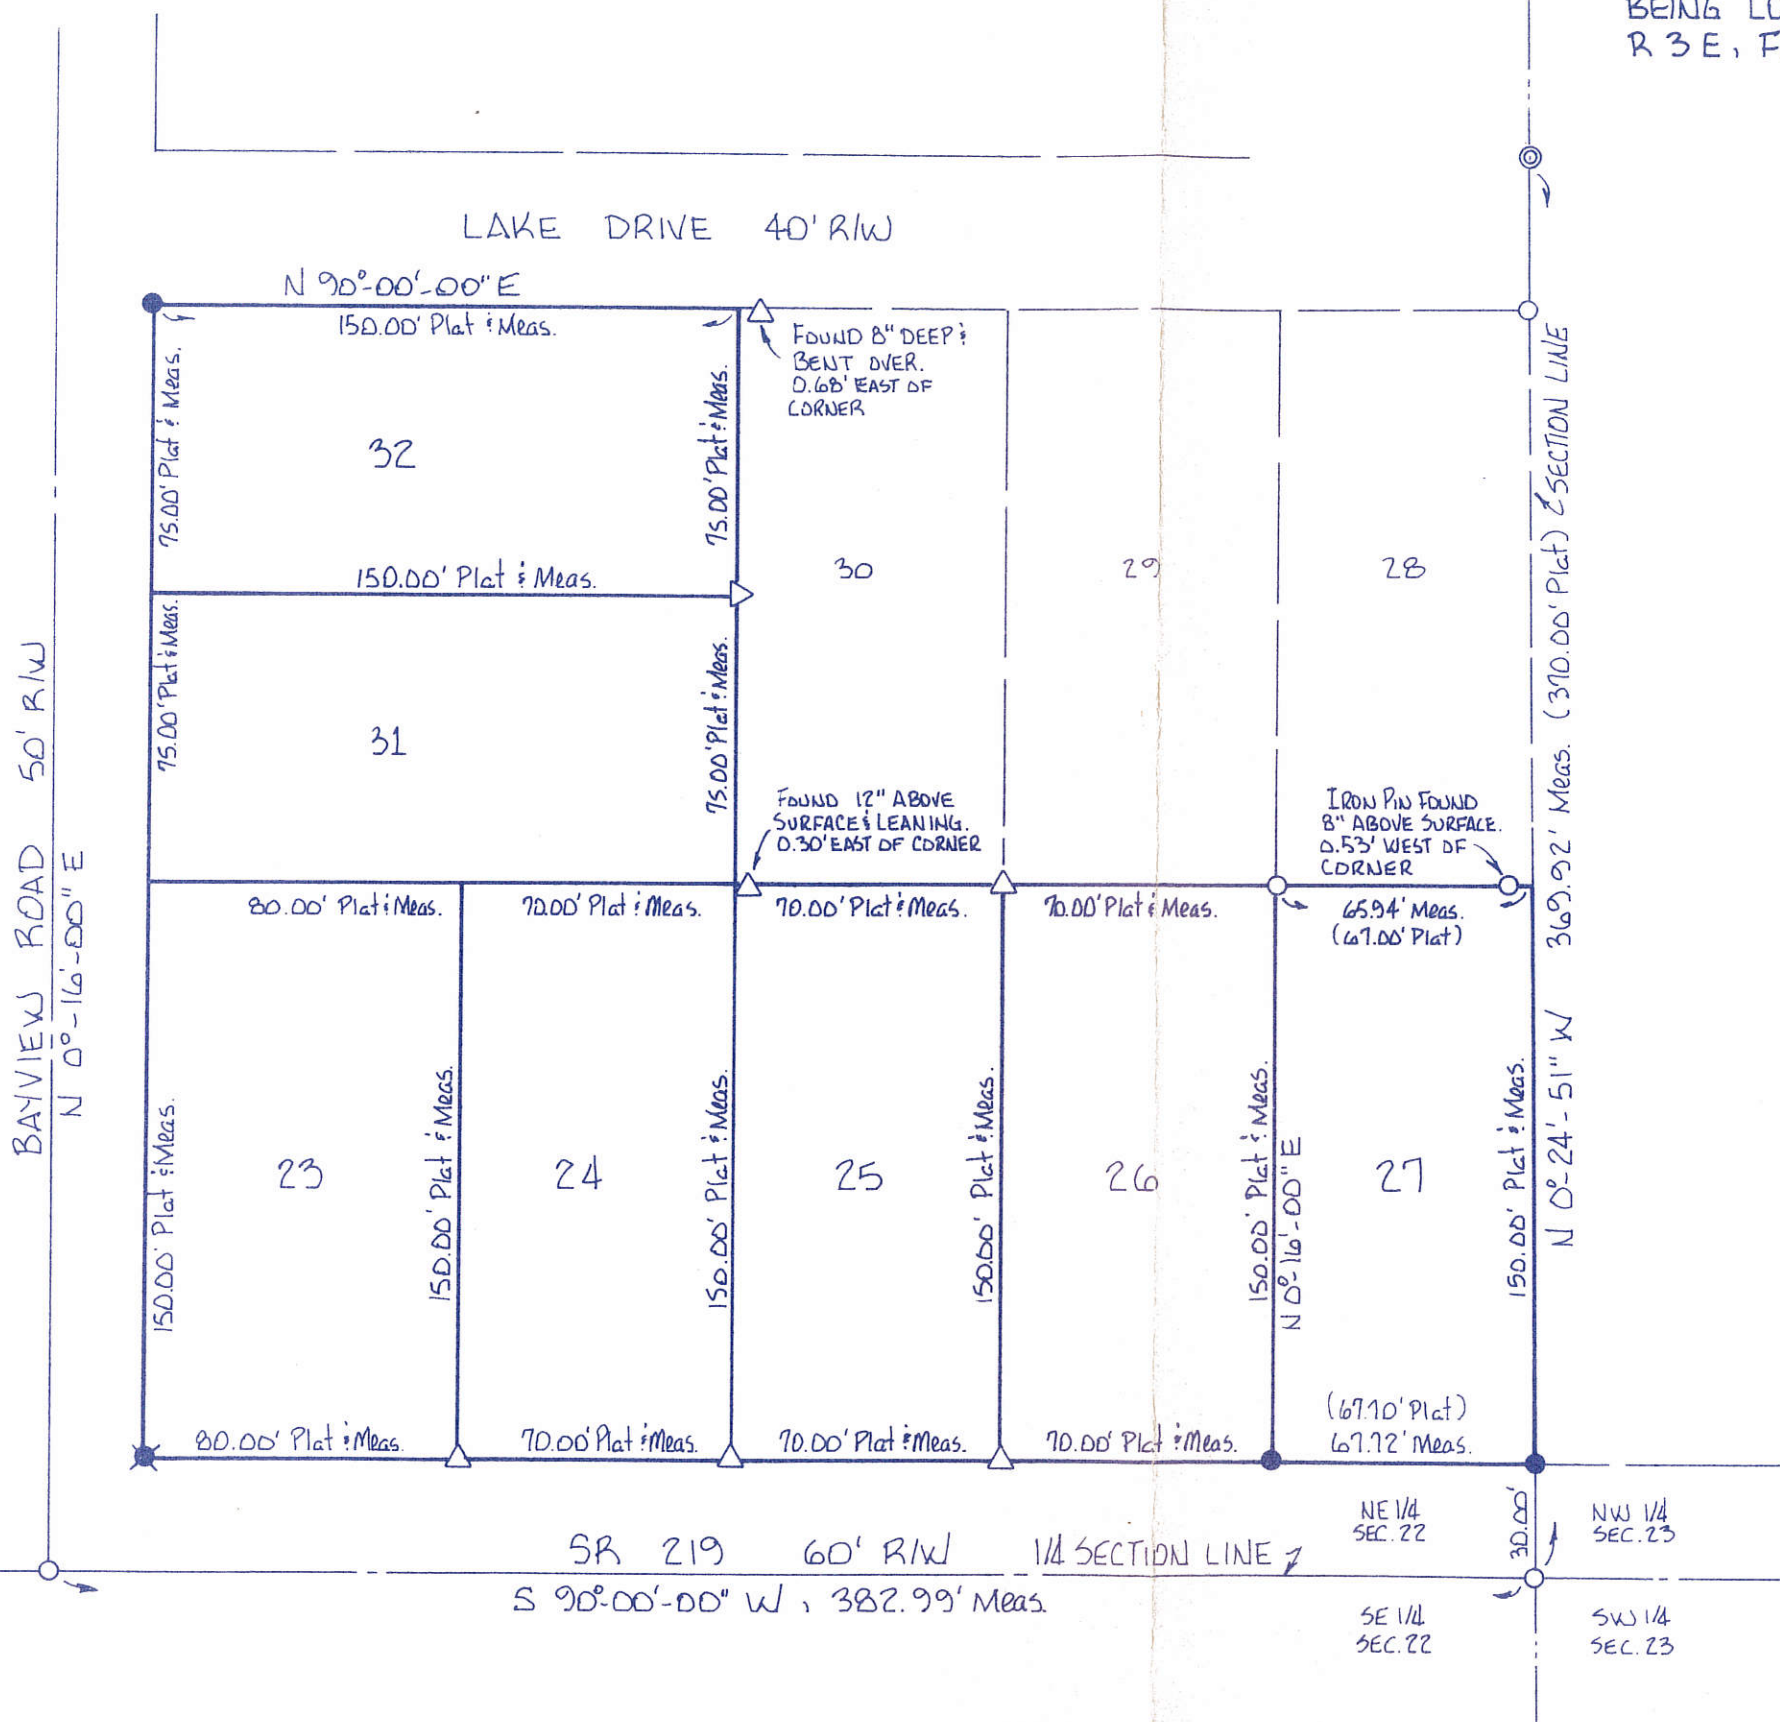 BEING LO
R 3 E, F
LAKE DRIVE 40' R/W
N 90°-00'-00" E
150.00' Plat & Meas.
FOUND 8" DEEP &
BENT OVER.
0.68' EAST OF
CORNER
75.00' Plat & Meas.
75.00' Plat & Meas.
32
150.00' Plat & Meas.
30
29
28
369.92' Meas. (370.00' Plat) & SECTION LINE
N 0°-24'-51" W
75.00' Plat & Meas.
75.00' Plat & Meas.
31
BAYVIEW ROAD 50' R/W
N 0°-16'-00" E
FOUND 12" ABOVE
SURFACE & LEANING.
0.30' EAST OF CORNER
IRON PIN FOUND
8" ABOVE SURFACE.
0.53' WEST OF
CORNER
80.00' Plat & Meas.
70.00' Plat & Meas.
70.00' Plat & Meas.
70.00' Plat & Meas.
65.94' Meas.
(67.00' Plat)
150.00' Plat & Meas.
23
150.00' Plat & Meas.
24
150.00' Plat & Meas.
25
150.00' Plat & Meas.
26
150.00' Plat & Meas.
N 0°-16'-00" E
27
150.00' Plat & Meas.
80.00' Plat & Meas.
70.00' Plat & Meas.
70.00' Plat & Meas.
70.00' Plat & Meas.
(67.70' Plat)
67.72' Meas.
SR 219 60' R/W 1/4 SECTION LINE
S 90°-00'-00" W, 382.99' Meas.
NE 1/4
SEC. 22
30.00'
NW 1/4
SEC. 23
SE 1/4
SEC. 22
SW 1/4
SEC. 23